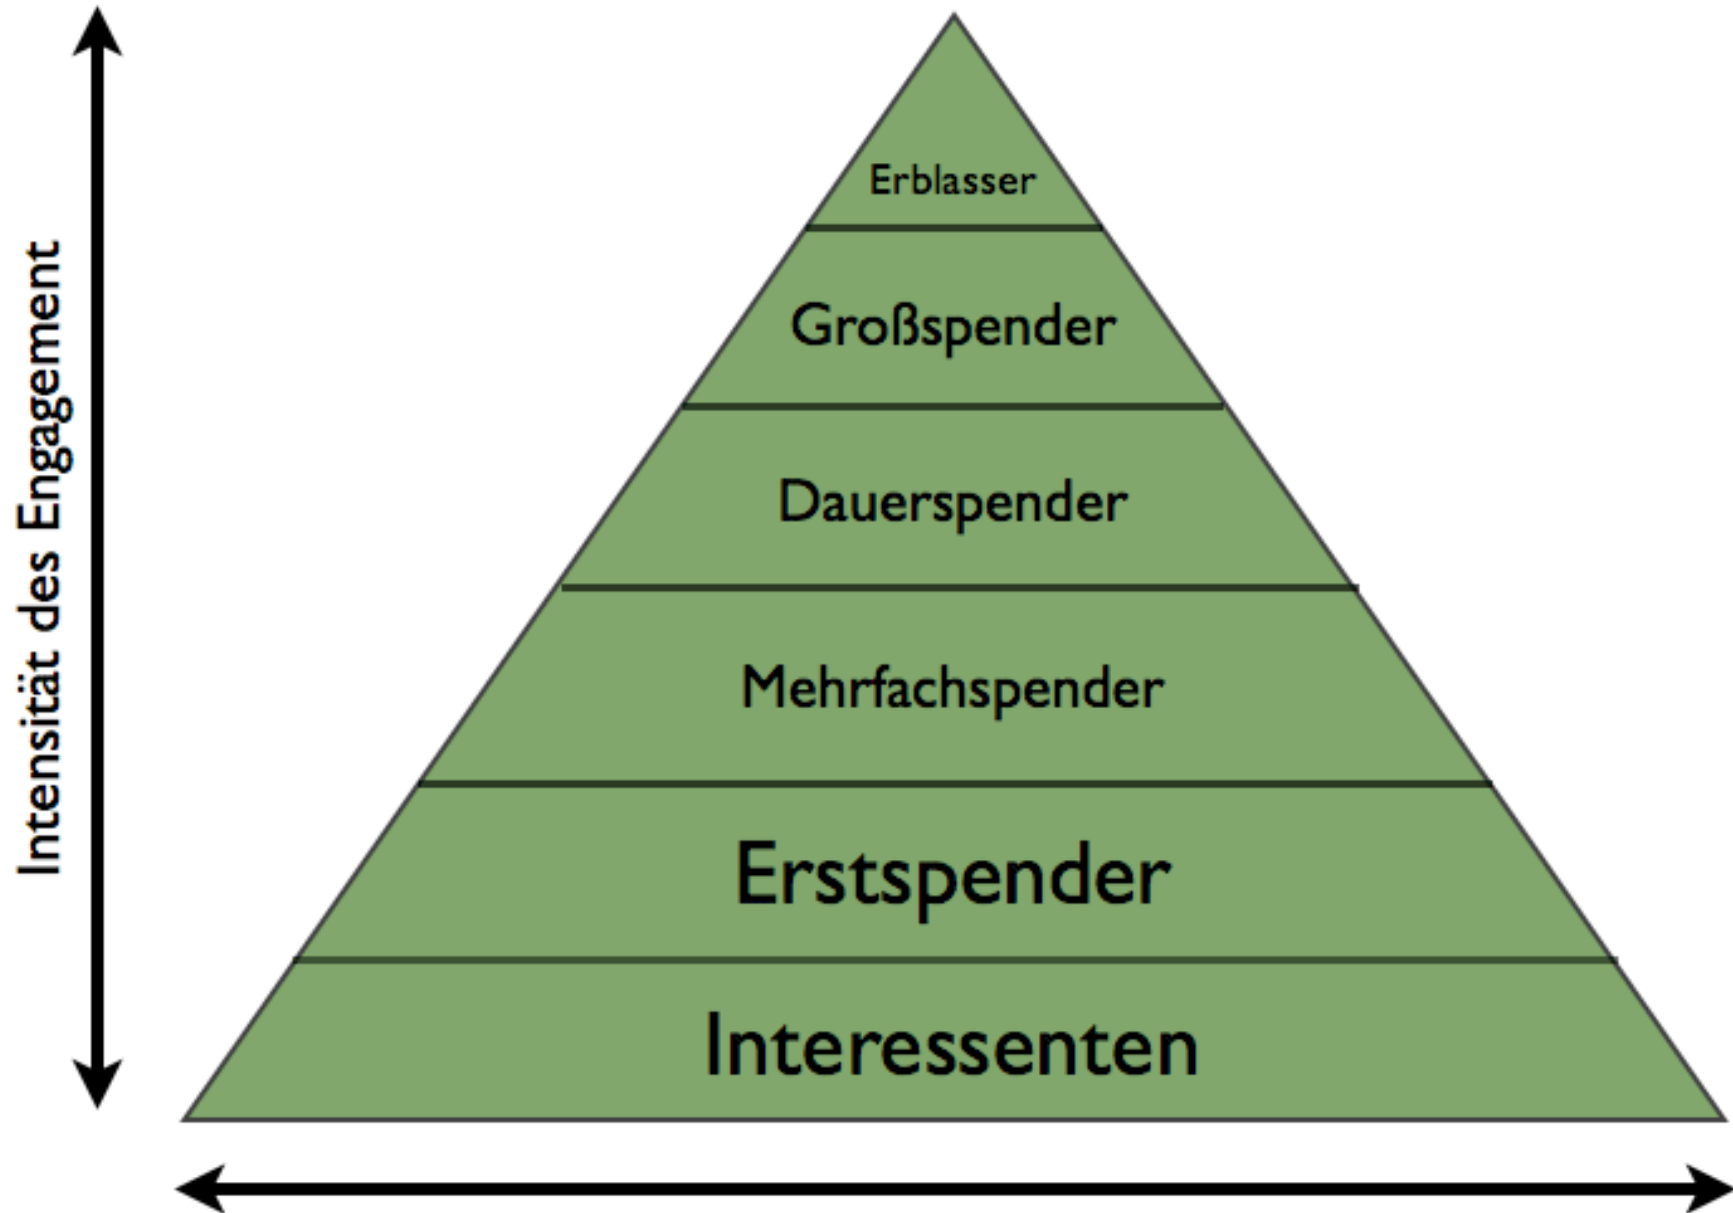 Intensität des Engagement
Erblasser
Großspender
Dauerspender
Mehrfachspender
Erstspender
Interessenten